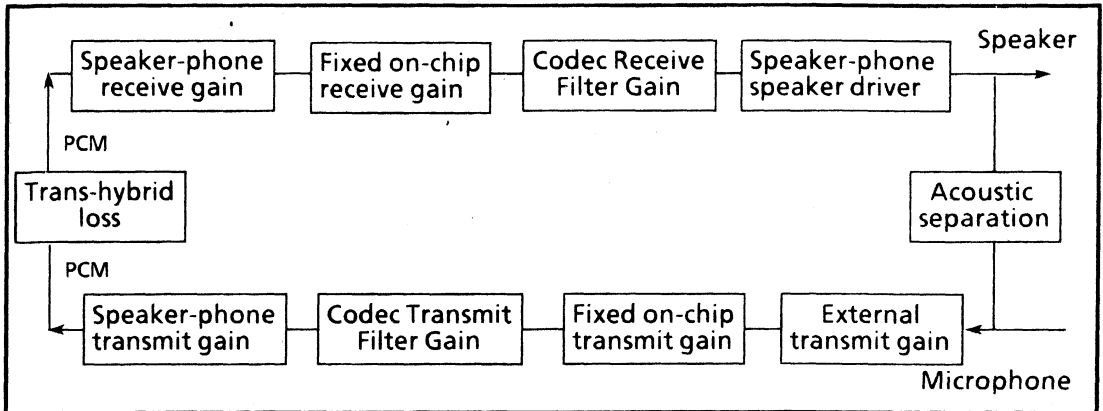 Speaker
Speaker-phone
receive gain
Fixed on-chip
receive gain
Codec Receive
Filter Gain
Speaker-phone
speaker driver
PCM
Trans-hybrid
loss
Acoustic
separation
PCM
Speaker-phone
transmit gain
Codec Transmit
Filter Gain
Fixed on-chip
transmit gain
External
transmit gain
Microphone